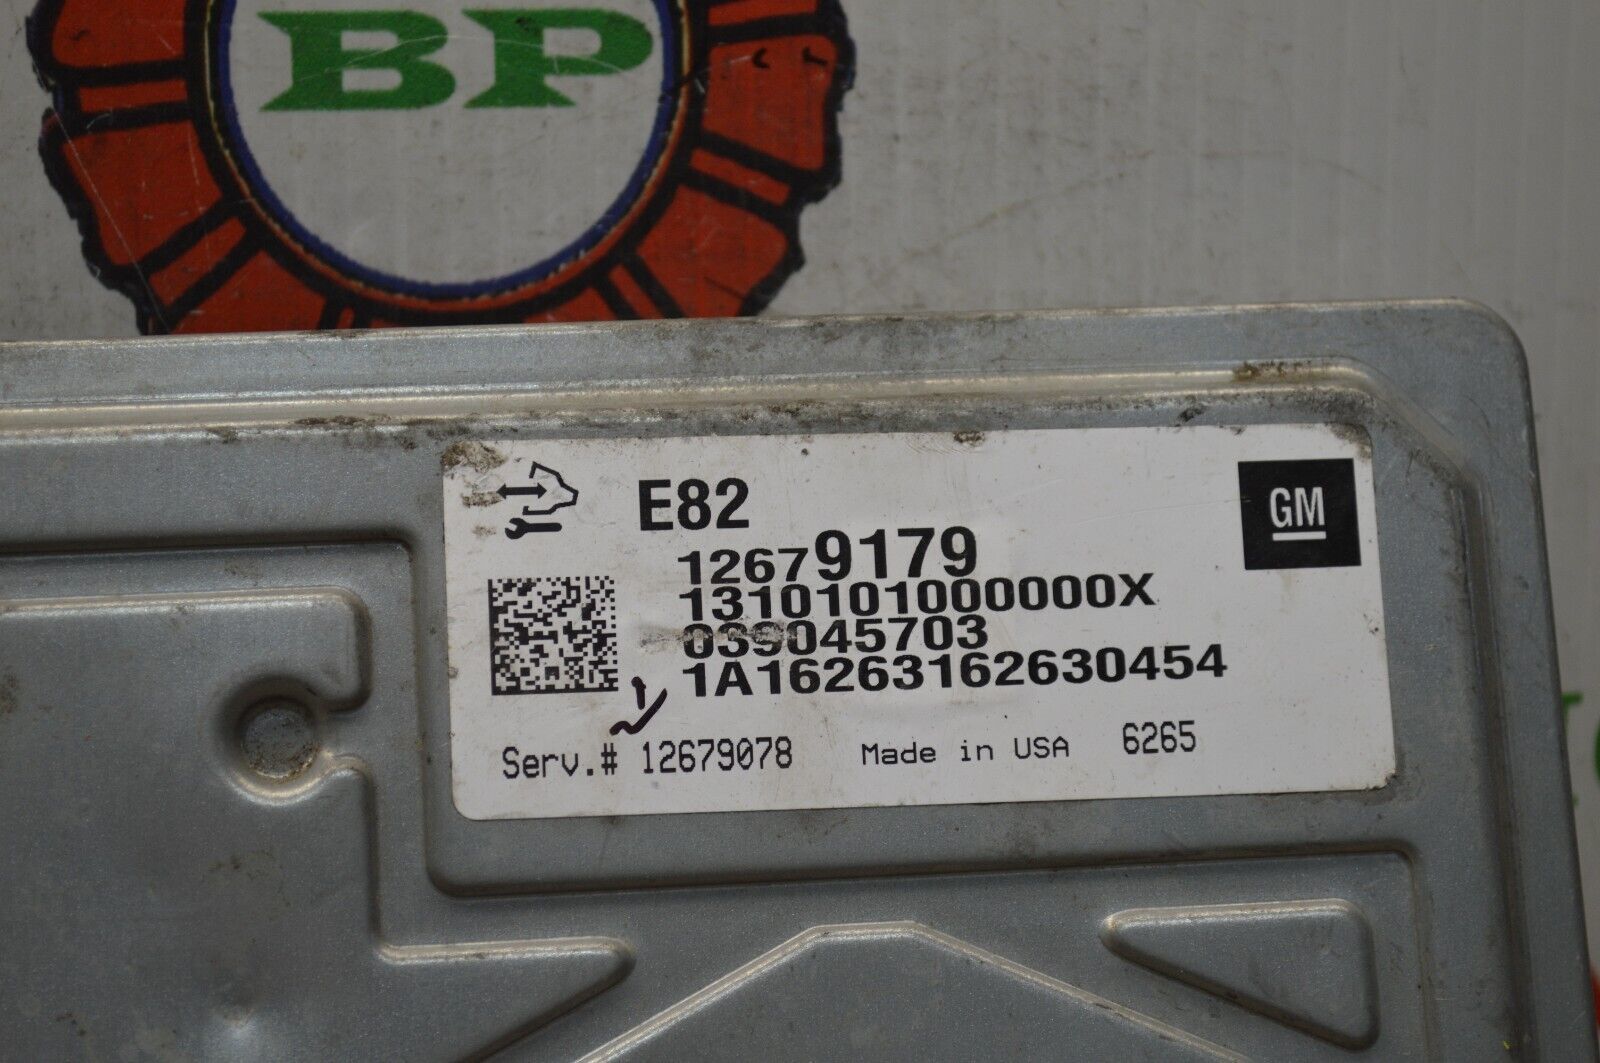 BP
E82
GM
12679179
1310101000000X
039045703
1A16263162630454
Serv.# 12679078 Made in USA 6265